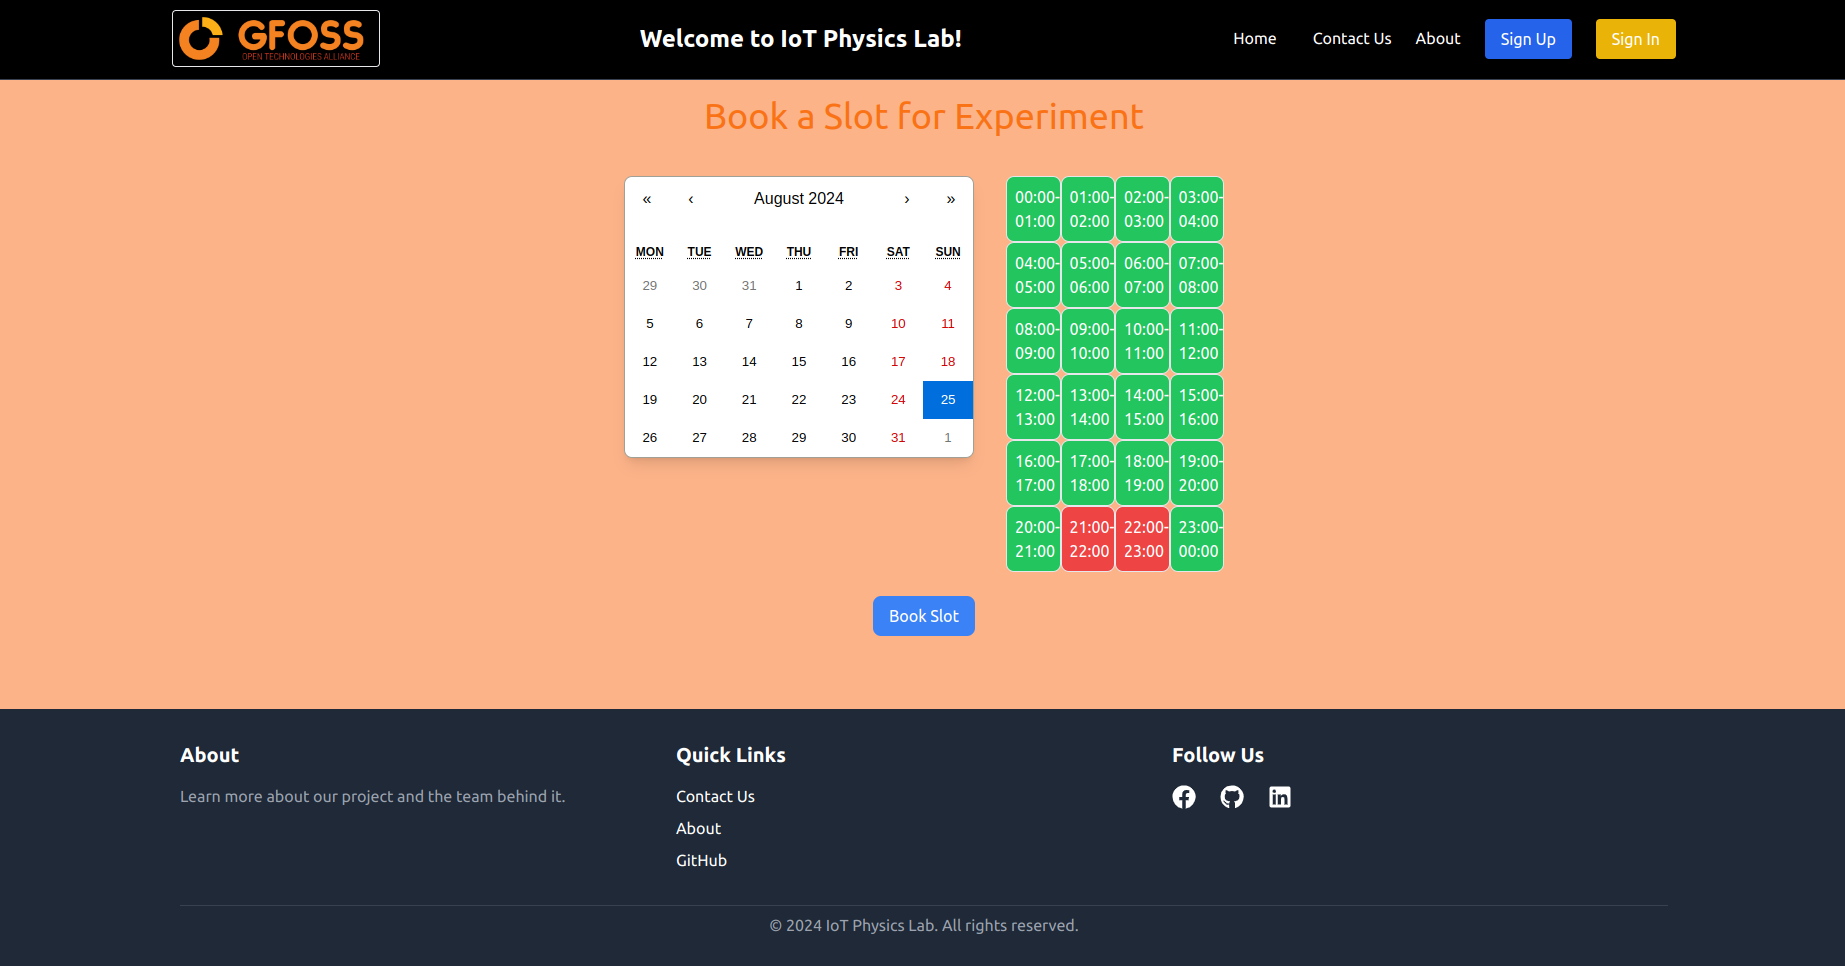 GFOSS
OPEN TECHNOLOGIES ALLIANCE
Welcome to IoT Physics Lab!
Home Contact Us About Sign Up Sign In
Book a Slot for Experiment
« ‹ August 2024 › »
MON TUE WED THU FRI SAT SUN
29 30 31 1 2 3 4
5 6 7 8 9 10 11
12 13 14 15 16 17 18
19 20 21 22 23 24 25
26 27 28 29 30 31 1
00:00- 01:00- 02:00- 03:00-
01:00 02:00 03:00 04:00
04:00- 05:00- 06:00- 07:00-
05:00 06:00 07:00 08:00
08:00- 09:00- 10:00- 11:00-
09:00 10:00 11:00 12:00
12:00- 13:00- 14:00- 15:00-
13:00 14:00 15:00 16:00
16:00- 17:00- 18:00- 19:00-
17:00 18:00 19:00 20:00
20:00- 21:00- 22:00- 23:00-
21:00 22:00 23:00 00:00
Book Slot
About
Learn more about our project and the team behind it.
Quick Links
Contact Us
About
GitHub
Follow Us
© 2024 IoT Physics Lab. All rights reserved.